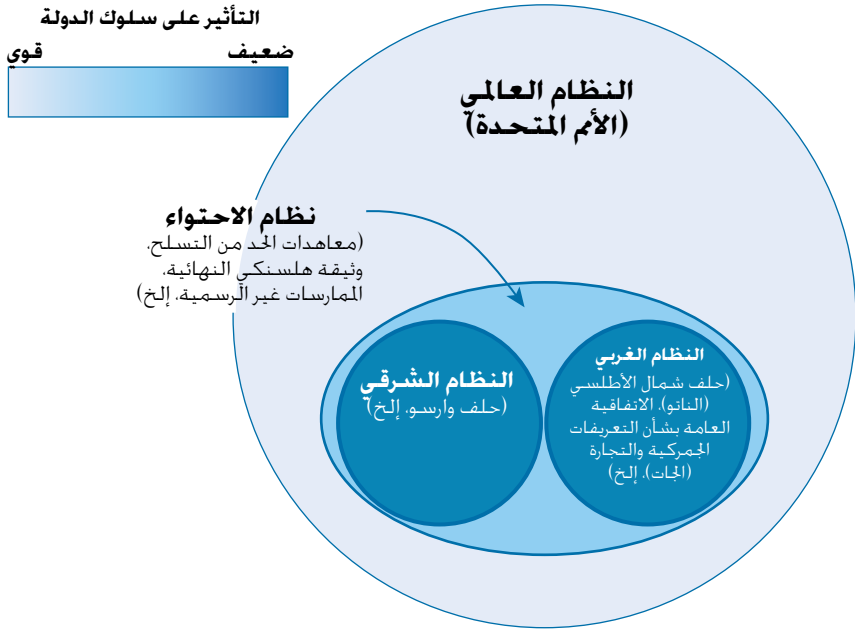 التأثير على سلوك الدولة
ضعيف
قوي
النظام العالمي
(الأمم المتحدة)
نظام الاحتواء
(معاهدات الحد من التسلح،
وثيقة هلسنكي النهائية،
الممارسات غير الرسمية، إلخ)
النظام الغربي
(حلف شمال الأطلسي
(الناتو)، الاتفاقية
العامة بشأن التعريفات
الجمركية والتجارة
(الجات)، إلخ)
النظام الشرقي
(حلف وارسو، إلخ)